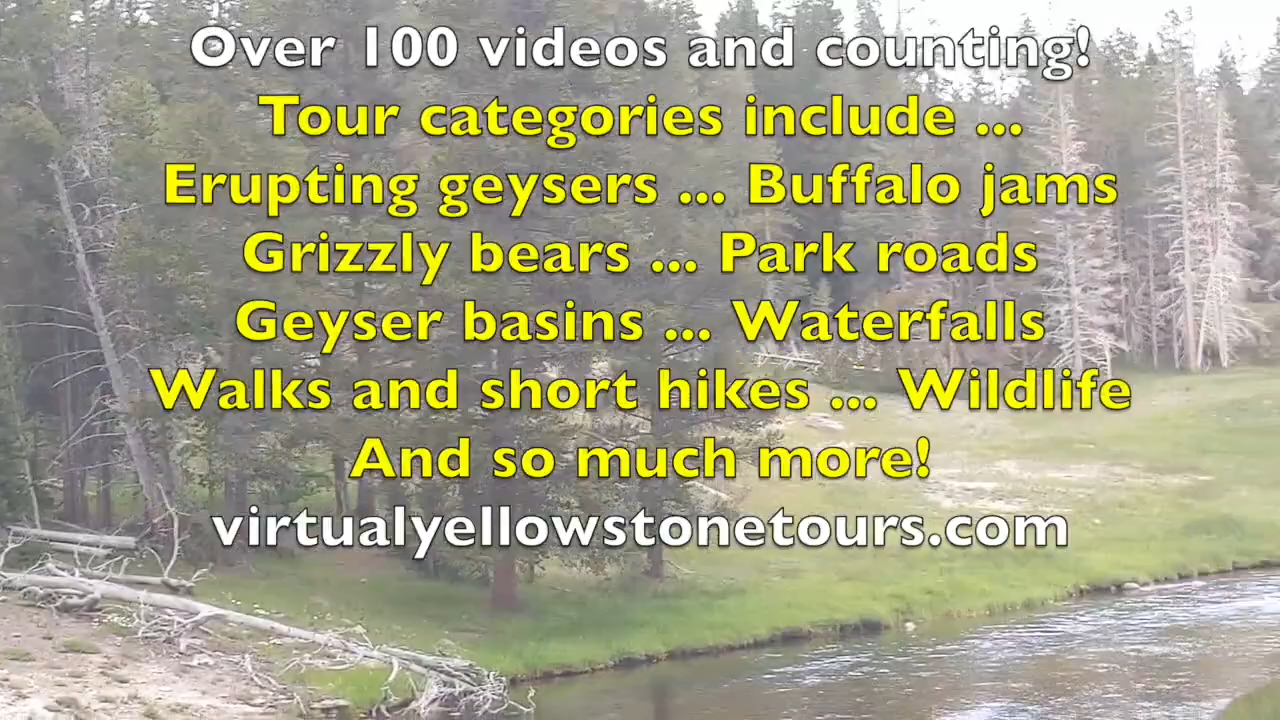 Over 100 videos and counting!
Tour categories include ...
Erupting geysers ... Buffalo jams
Grizzly bears ... Park roads
Geyser basins ... Waterfalls
Walks and short hikes ... Wildlife
And so much more!
virtualyellowstonetours.com